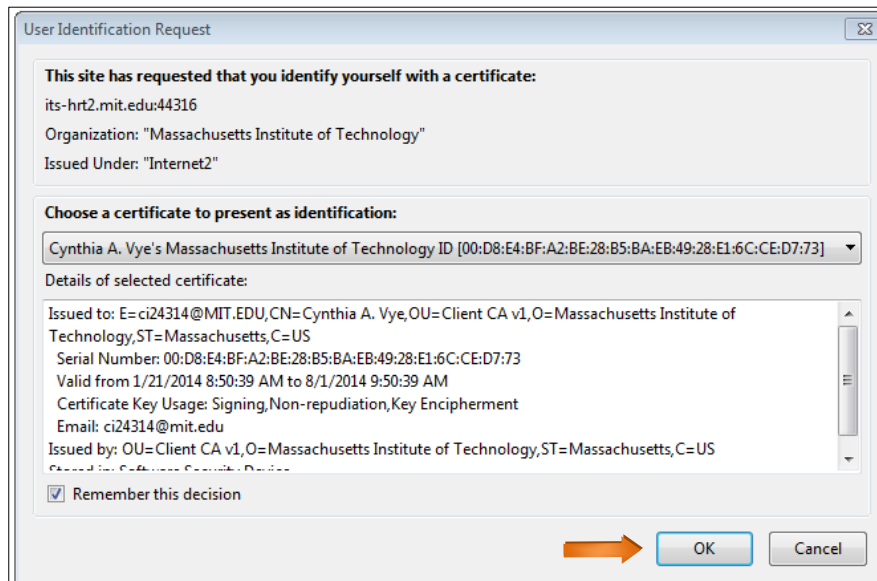 User Identification Request
This site has requested that you identify yourself with a certificate:
its-hrt2.mit.edu:44316
Organization: "Massachusetts Institute of Technology"
Issued Under: "Internet2"
Choose a certificate to present as identification:
Cynthia A. Vye's Massachusetts Institute of Technology ID [00:D8:E4:BF:A2:BE:28:B5:BA:EB:49:28:E1:6C:CE:D7:73]
Details of selected certificate:
Issued to: E=ci24314@MIT.EDU,CN=Cynthia A. Vye,OU=Client CA v1,O=Massachusetts Institute of
Technology,ST=Massachusetts,C=US
Serial Number: 00:D8:E4:BF:A2:BE:28:B5:BA:EB:49:28:E1:6C:CE:D7:73
Valid from 1/21/2014 8:50:39 AM to 8/1/2014 9:50:39 AM
Certificate Key Usage: Signing,Non-repudiation,Key Encipherment
Email: ci24314@mit.edu
Issued by: OU=Client CA v1,O=Massachusetts Institute of Technology,ST=Massachusetts,C=US
Stored in: Software Security Device
Remember this decision
OK
Cancel